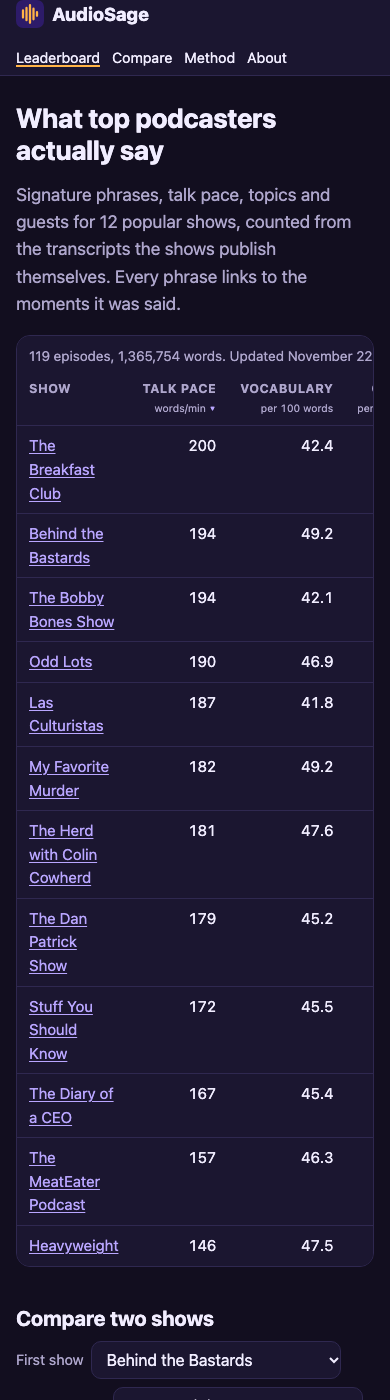 AudioSage
Leaderboard Compare Method About
What top podcasters
actually say
Signature phrases, talk pace, topics and
guests for 12 popular shows, counted from
the transcripts the shows publish
themselves. Every phrase links to the
moments it was said.
119 episodes, 1,365,754 words. Updated November 22
SHOW TALK PACE VOCABULARY
words/min ▼ per 100 words per
The 200 42.4
Breakfast
Club
Behind the 194 49.2
Bastards
The Bobby 194 42.1
Bones Show
Odd Lots 190 46.9
Las 187 41.8
Culturistas
My Favorite 182 49.2
Murder
The Herd 181 47.6
with Colin
Cowherd
The Dan 179 45.2
Patrick
Show
Stuff You 172 45.5
Should
Know
The Diary of 167 45.4
a CEO
The 157 46.3
MeatEater
Podcast
Heavyweight 146 47.5
Compare two shows
First show Behind the Bastards